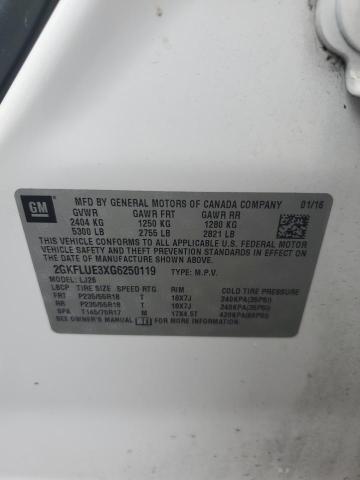 GM
MFD BY GENERAL MOTORS OF CANADA COMPANY 01/16
GVWR GAWR FRT GAWR RR
2404 KG 1250 KG 1280 KG
5300 LB 2755 LB 2821 LB
THIS VEHICLE CONFORMS TO ALL APPLICABLE U.S. FEDERAL MOTOR
VEHICLE SAFETY AND THEFT PREVENTION STANDARDS IN
EFFECT ON THE DATE OF MANUFACTURE SHOWN ABOVE.
2GKFLUE3XG6250119 TYPE: M.P.V.
MODEL: LJ26
LBCP TIRE SIZE SPEED RTG RIM COLD TIRE PRESSURE
FRT P235/55R18 T 18X7J 240KPA(35PSI)
RR P235/55R18 T 18X7J 240KPA(35PSI)
SPA T145/70R17 M 17X4.5T 420KPA(60PSI)
SEE OWNER'S MANUAL FOR ADDITIONAL INFORMATION.